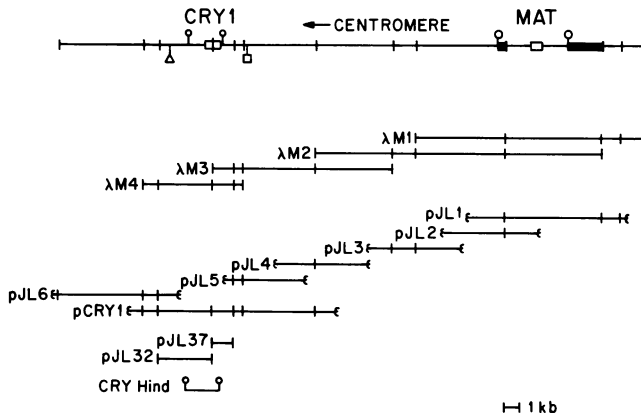 CRY1 ← CENTROMERE MAT
λM1
λM2
λM3
λM4
pJL1
pJL2
pJL3
pJL4
pJL5
pJL6
pCRY1
pJL37
pJL32
CRY Hind
1 kb